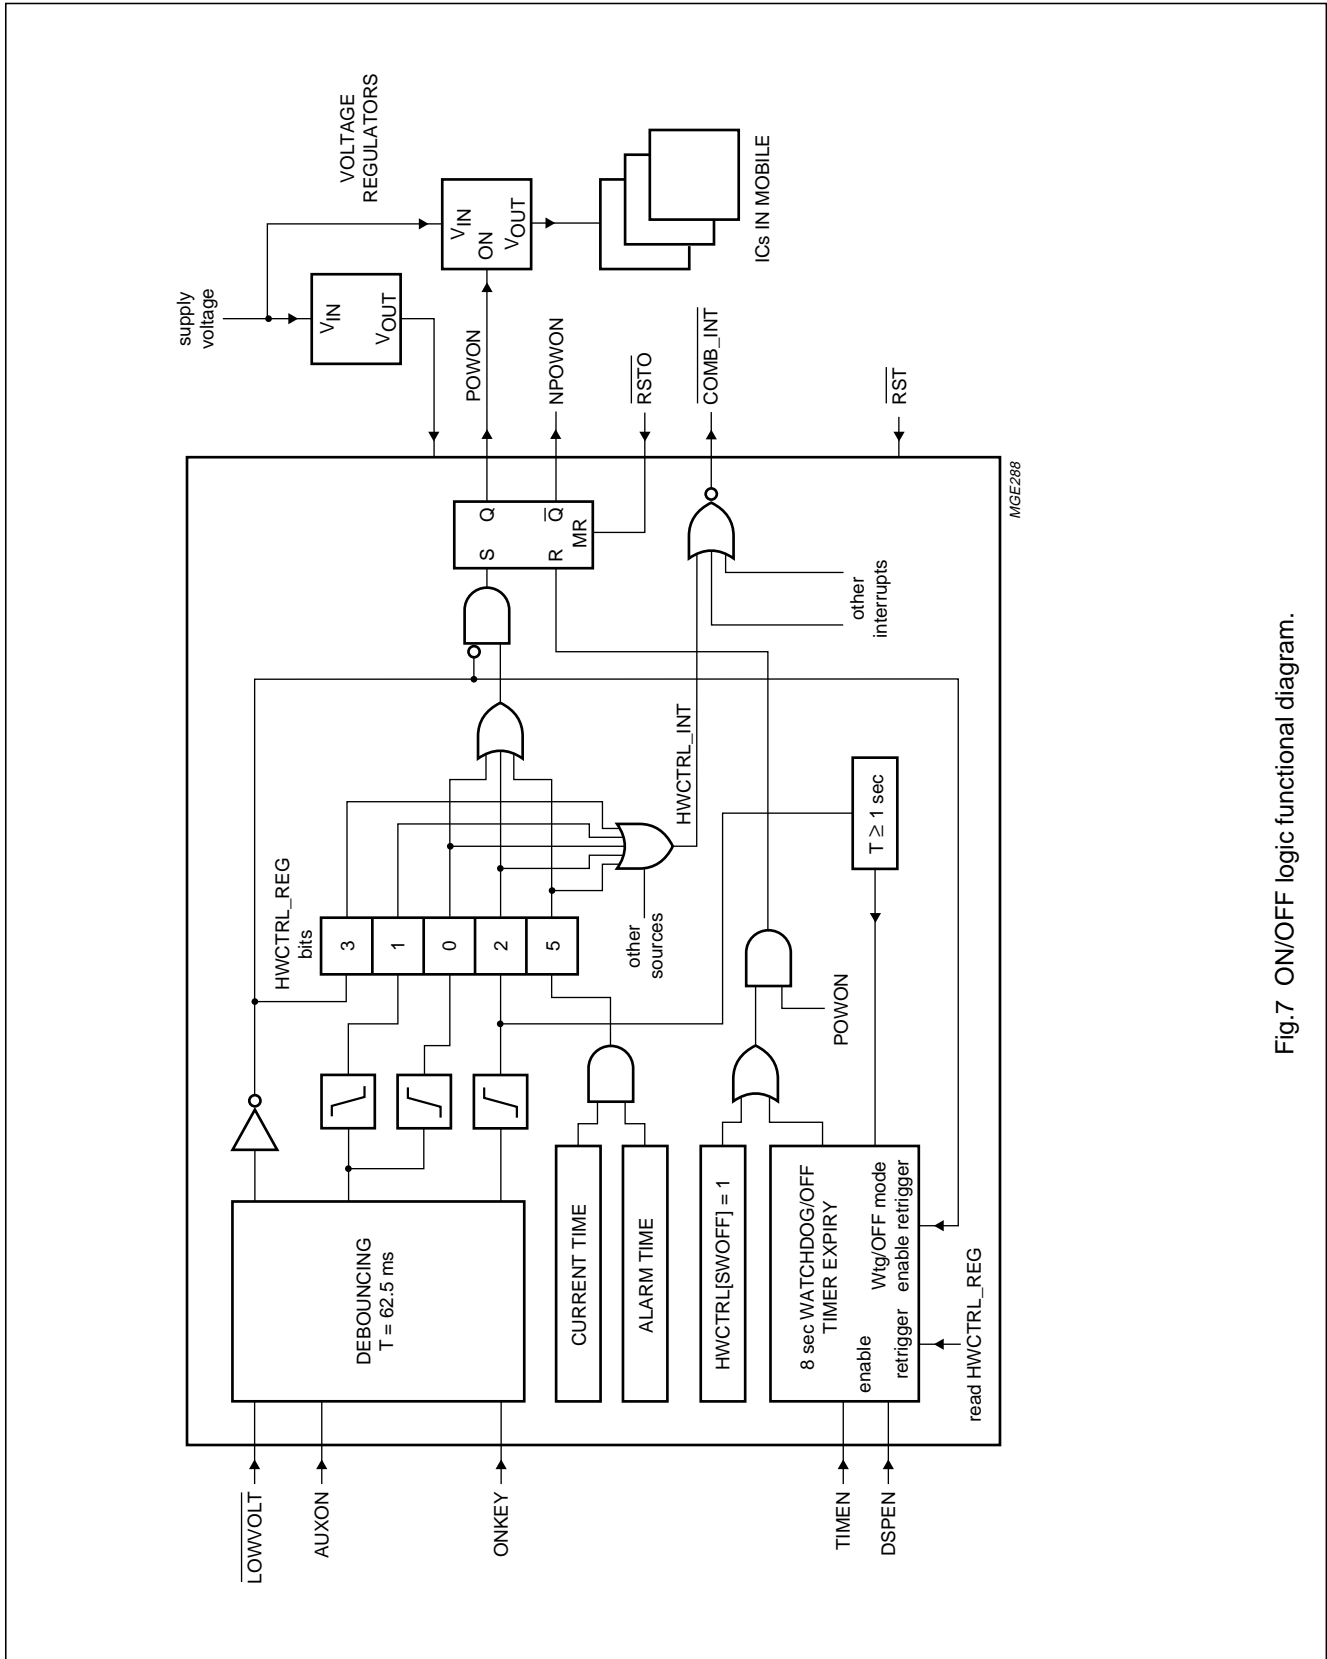 supply
voltage
VOLTAGE
REGULATORS
VIN
VOUT
VIN
ON
VOUT
ICs IN MOBILE
POWON
NPOWON
RSTO
COMB_INT
RST
MGE288
S
Q
R
Q
MR
other
interrupts
HWCTRL_INT
HWCTRL_REG
bits
3
1
0
2
5
other
sources
T ≥ 1 sec
POWON
DEBOUNCING
T = 62.5 ms
CURRENT TIME
ALARM TIME
HWCTRL[SWOFF] = 1
8 sec WATCHDOG/OFF
TIMER EXPIRY
Wtg/OFF mode
enable
retrigger
enable retrigger
read HWCTRL_REG
LOWVOLT
AUXON
ONKEY
TIMEN
DSPEN
Fig.7 ON/OFF logic functional diagram.